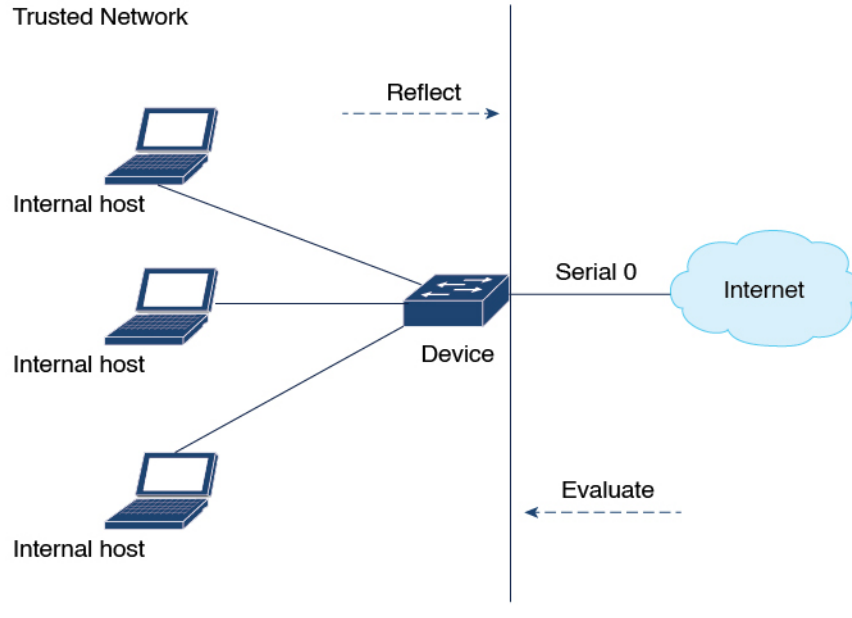 Trusted Network
Reflect
Internal host
Serial 0
Internet
Internal host
Device
Evaluate
Internal host